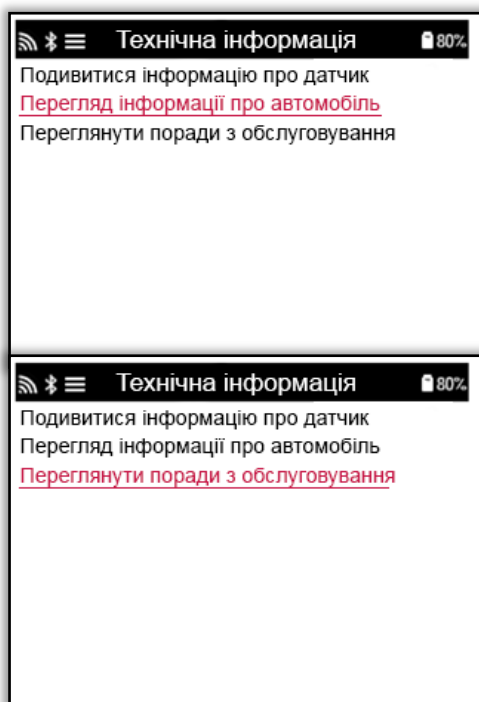 Технічна інформація 80%
Подивитися інформацію про датчик
Перегляд інформації про автомобіль
Переглянути поради з обслуговування
Технічна інформація 80%
Подивитися інформацію про датчик
Перегляд інформації про автомобіль
Переглянути поради з обслуговування